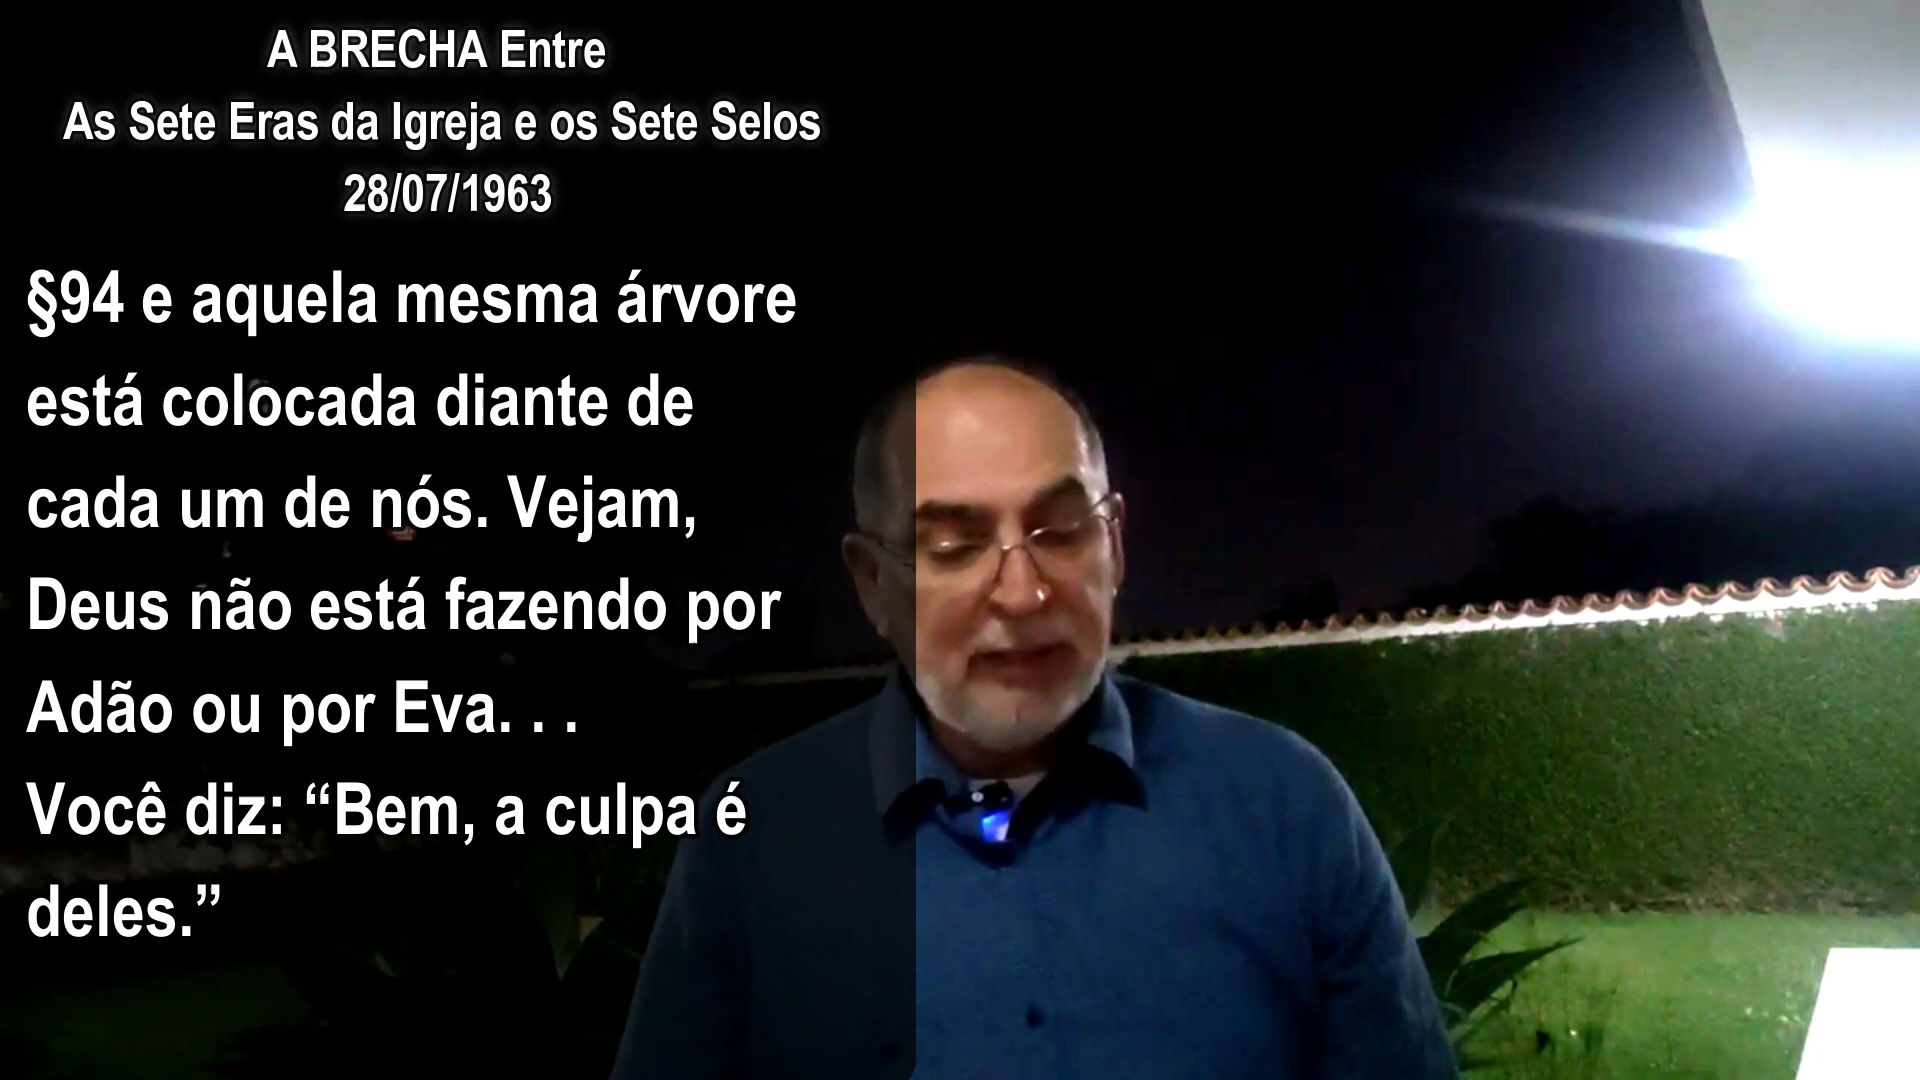 A BRECHA Entre
As Sete Eras da Igreja e os Sete Selos
28/07/1963
§94 e aquela mesma árvore
está colocada diante de
cada um de nós. Vejam,
Deus não está fazendo por
Adão ou por Eva. . .
Você diz: “Bem, a culpa é
deles.”